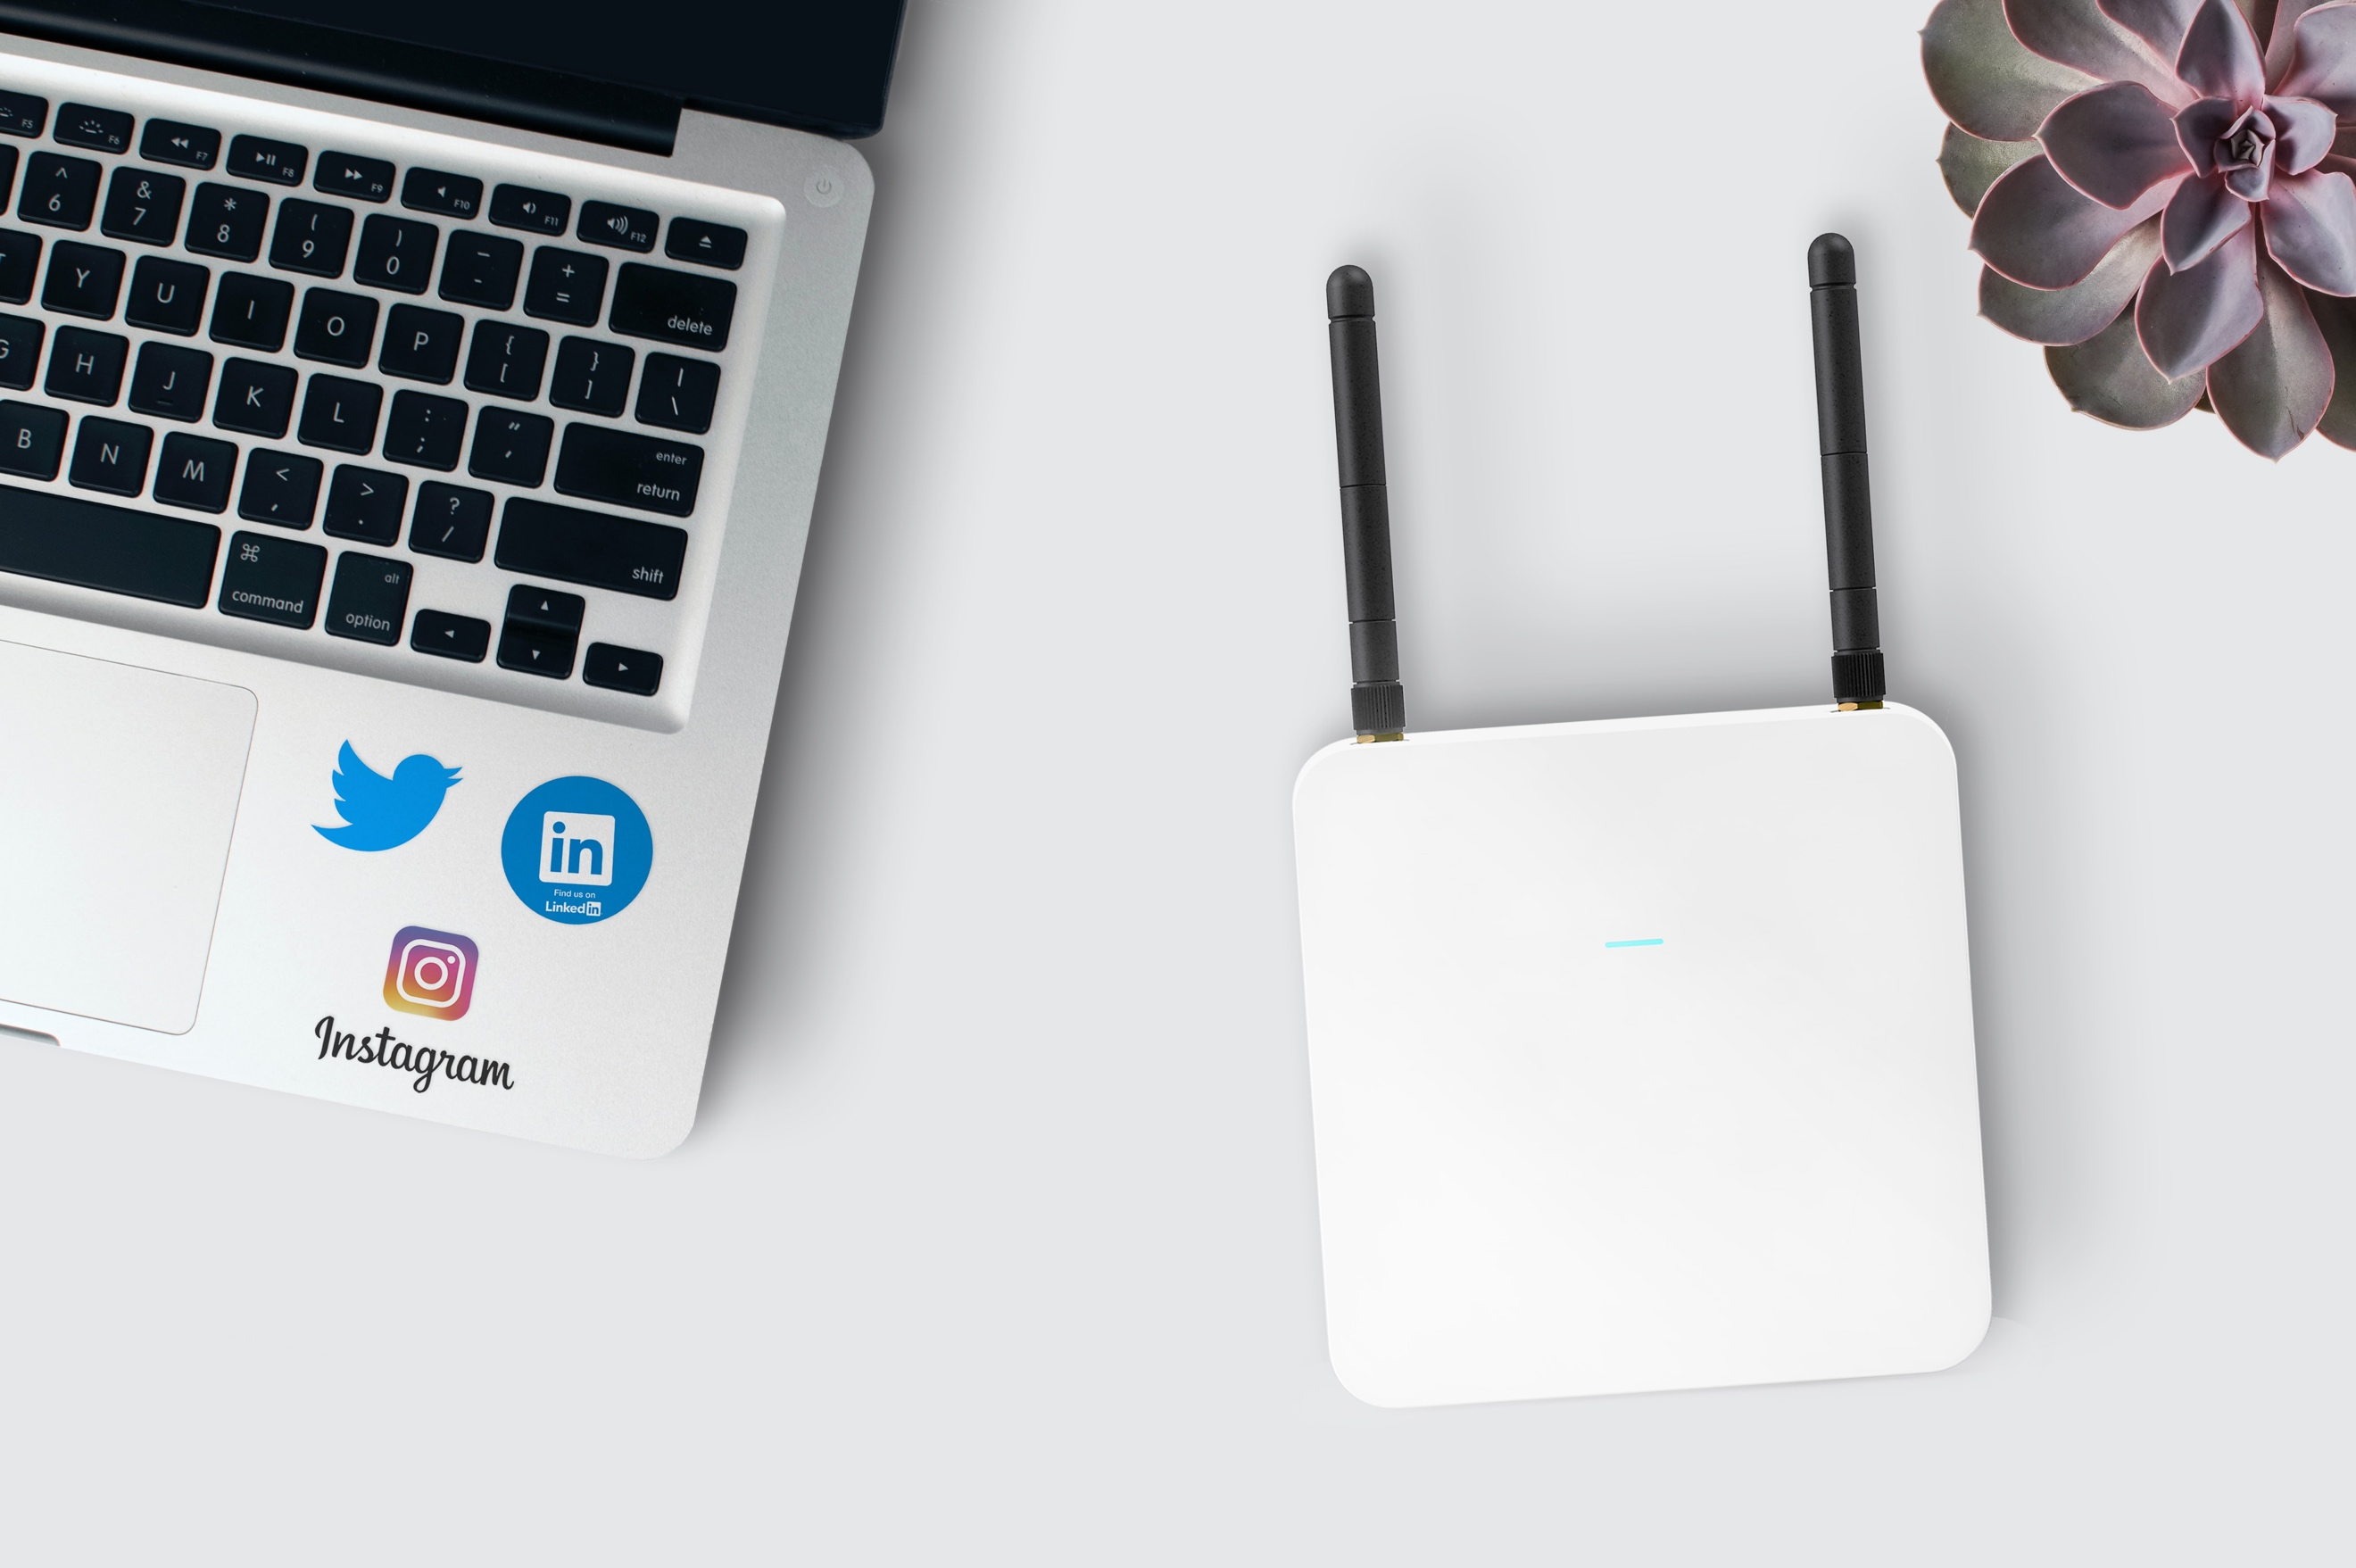 F5 F6 F7 F8 F9 F10 F11 F12
^ & * ( ) _ +
6 7 8 9 0 - =
delete
T Y U I O P { } |
[ ] \
G H J K L : "
; '
enter
return
B N M < > ?
, . /
shift
⌘ alt
command option
in
Find us on
Linkedin
Instagram